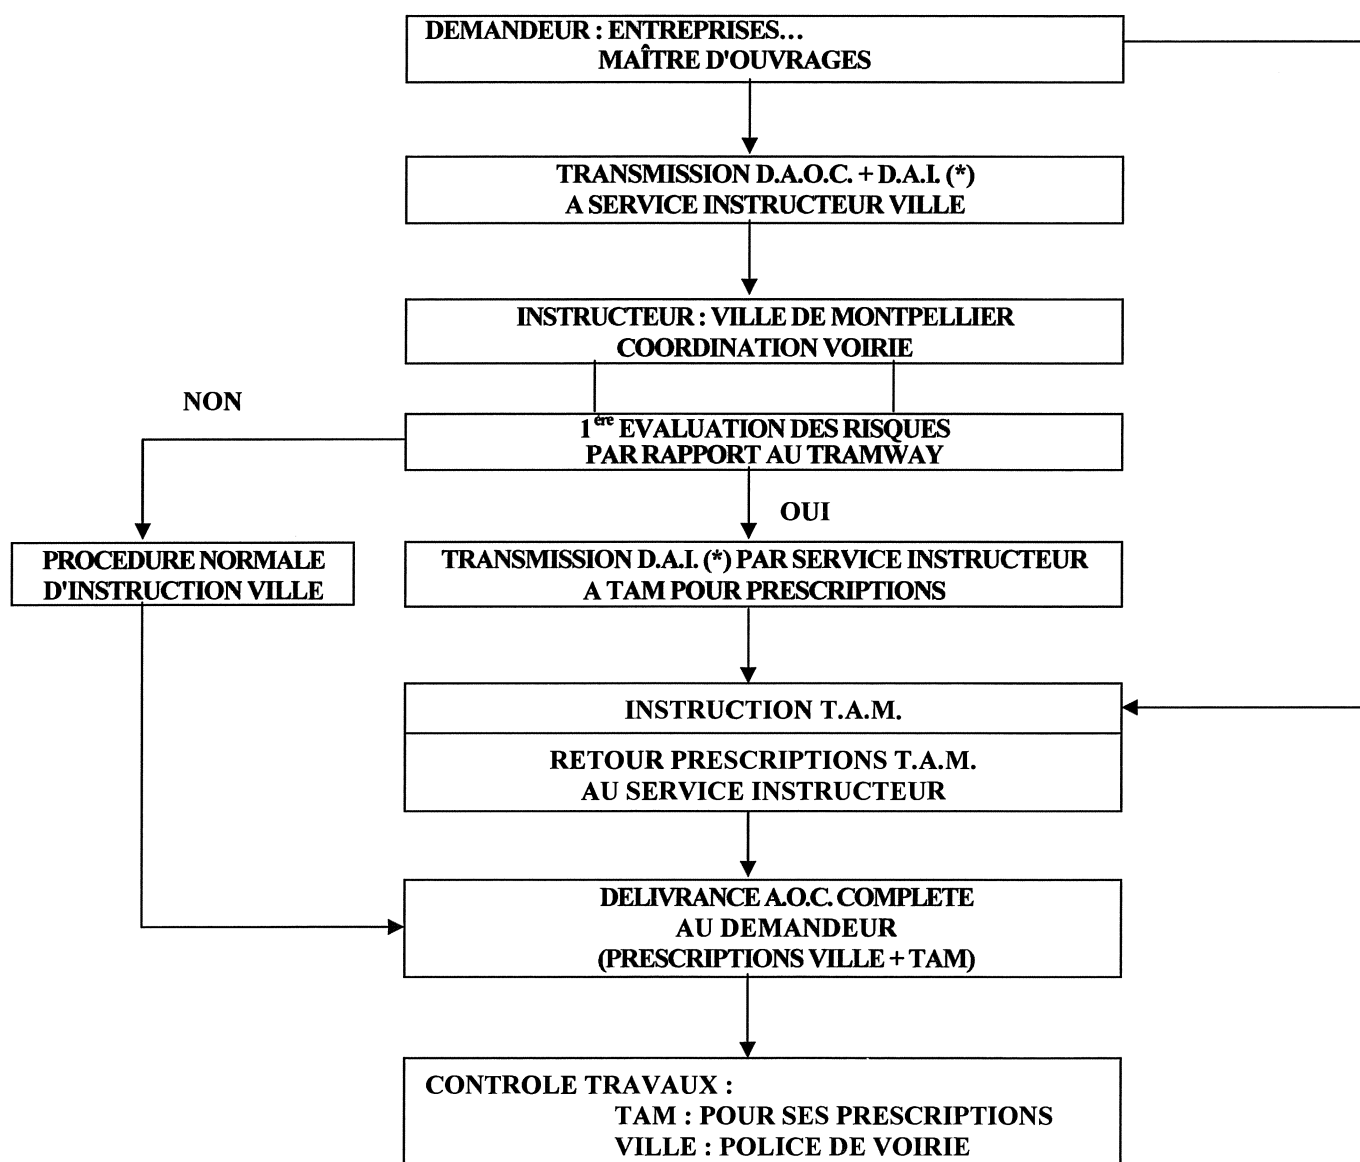 DEMANDEUR : ENTREPRISES…
MAÎTRE D'OUVRAGES
TRANSMISSION D.A.O.C. + D.A.I. (*)
A SERVICE INSTRUCTEUR VILLE
INSTRUCTEUR : VILLE DE MONTPELLIER
COORDINATION VOIRIE
NON
1ère EVALUATION DES RISQUES
PAR RAPPORT AU TRAMWAY
OUI
PROCEDURE NORMALE
D'INSTRUCTION VILLE
TRANSMISSION D.A.I. (*) PAR SERVICE INSTRUCTEUR
A TAM POUR PRESCRIPTIONS
INSTRUCTION T.A.M.
RETOUR PRESCRIPTIONS T.A.M.
AU SERVICE INSTRUCTEUR
DELIVRANCE A.O.C. COMPLETE
AU DEMANDEUR
(PRESCRIPTIONS VILLE + TAM)
CONTROLE TRAVAUX :
TAM : POUR SES PRESCRIPTIONS
VILLE : POLICE DE VOIRIE